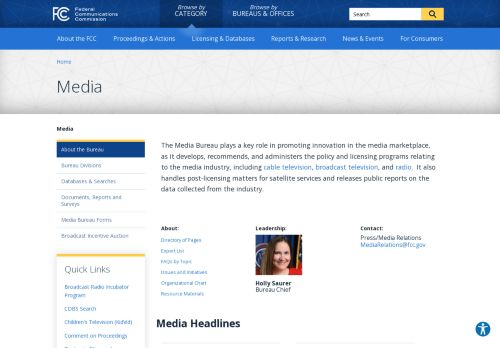 FCC Federal Communications Commission
Browse by CATEGORY
Browse by BUREAUS & OFFICES
Search
About the FCC
Proceedings & Actions
Licensing & Databases
Reports & Research
News & Events
For Consumers
Home
Media
Media
About the Bureau
Bureau Divisions
Databases & Searches
Documents, Reports and Surveys
Media Bureau Forms
Broadcast Incentive Auction
Quick Links
Broadcast Radio Incubator Program
CDBS Search
Children's Television (Kidvid)
Comment on Proceedings
The Media Bureau plays a key role in promoting innovation in the media marketplace,
as it develops, recommends, and administers the policy and licensing programs relating
to the media industry, including cable television, broadcast television, and radio. It also
handles post-licensing matters for satellite services and releases public reports on the
data collected from the industry.
About:
Directory of Pages
Expert List
FAQs by Topic
Issues and Initiatives
Organizational Chart
Resource Materials
Leadership:
Holly Saurer
Bureau Chief
Contact:
Press/Media Relations
MediaRelations@fcc.gov
Media Headlines